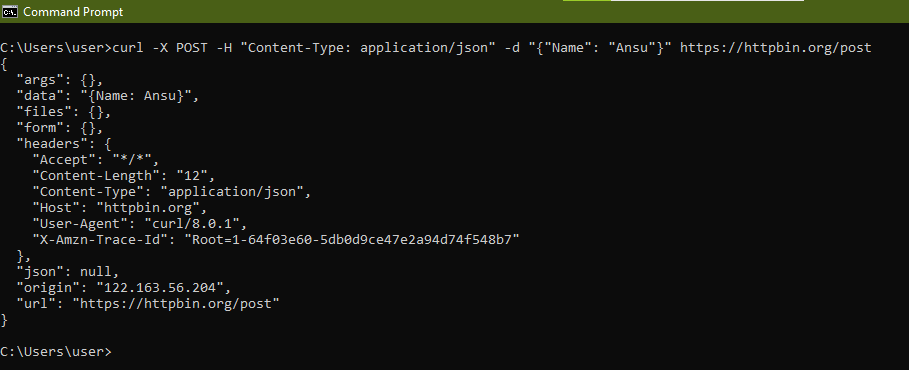 Command Prompt
C:\Users\user>curl -X POST -H "Content-Type: application/json" -d "{"Name": "Ansu"}" https://httpbin.org/post
{
  "args": {},
  "data": "{Name: Ansu}",
  "files": {},
  "form": {},
  "headers": {
    "Accept": "*/*",
    "Content-Length": "12",
    "Content-Type": "application/json",
    "Host": "httpbin.org",
    "User-Agent": "curl/8.0.1",
    "X-Amzn-Trace-Id": "Root=1-64f03e60-5db0d9ce47e2a94d74f548b7"
  },
  "json": null,
  "origin": "122.163.56.204",
  "url": "https://httpbin.org/post"
}
C:\Users\user>